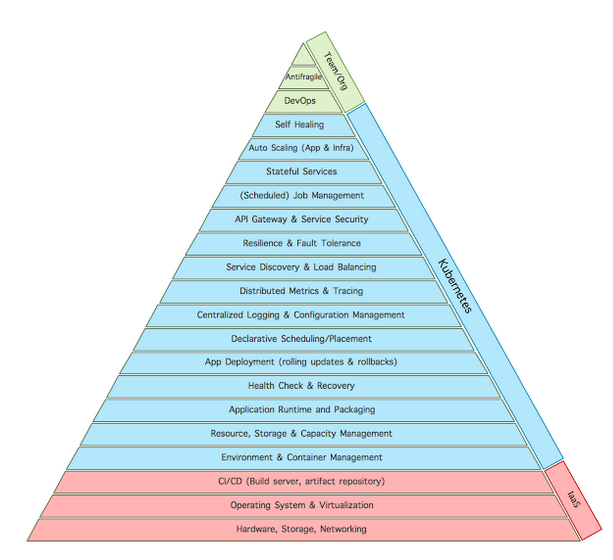 Team/Org
Antifragile
DevOps
Self Healing
Auto Scaling (App & Infra)
Stateful Services
(Scheduled) Job Management
API Gateway & Service Security
Resilience & Fault Tolerance
Kubernetes
Service Discovery & Load Balancing
Distributed Metrics & Tracing
Centralized Logging & Configuration Management
Declarative Scheduling/Placement
App Deployment (rolling updates & rollbacks)
Health Check & Recovery
Application Runtime and Packaging
Resource, Storage & Capacity Management
Environment & Container Management
CI/CD (Build server, artifact repository)
IaaS
Operating System & Virtualization
Hardware, Storage, Networking